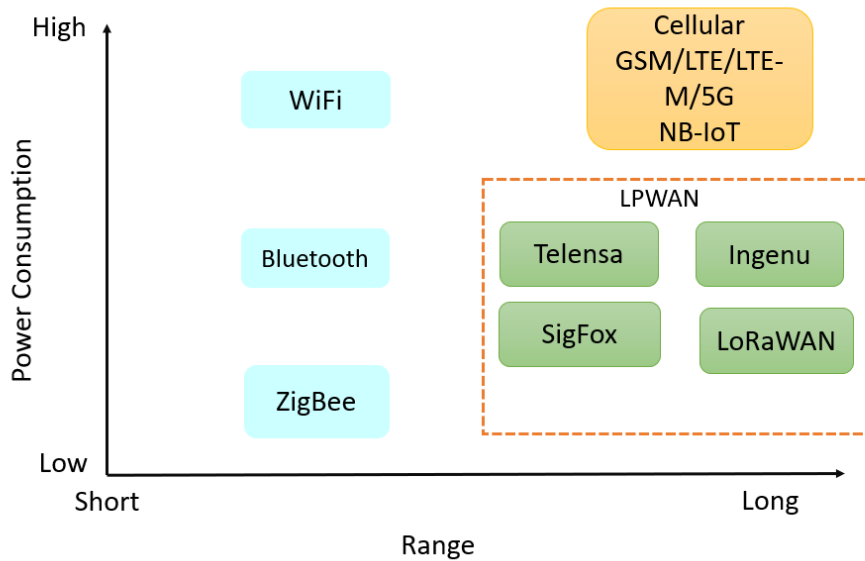 High
Cellular
GSM/LTE/LTE-
M/5G
NB-IoT
WiFi
Power Consumption
LPWAN
Telensa
Ingenu
Bluetooth
SigFox
LoRaWAN
ZigBee
Low
Short
Long
Range